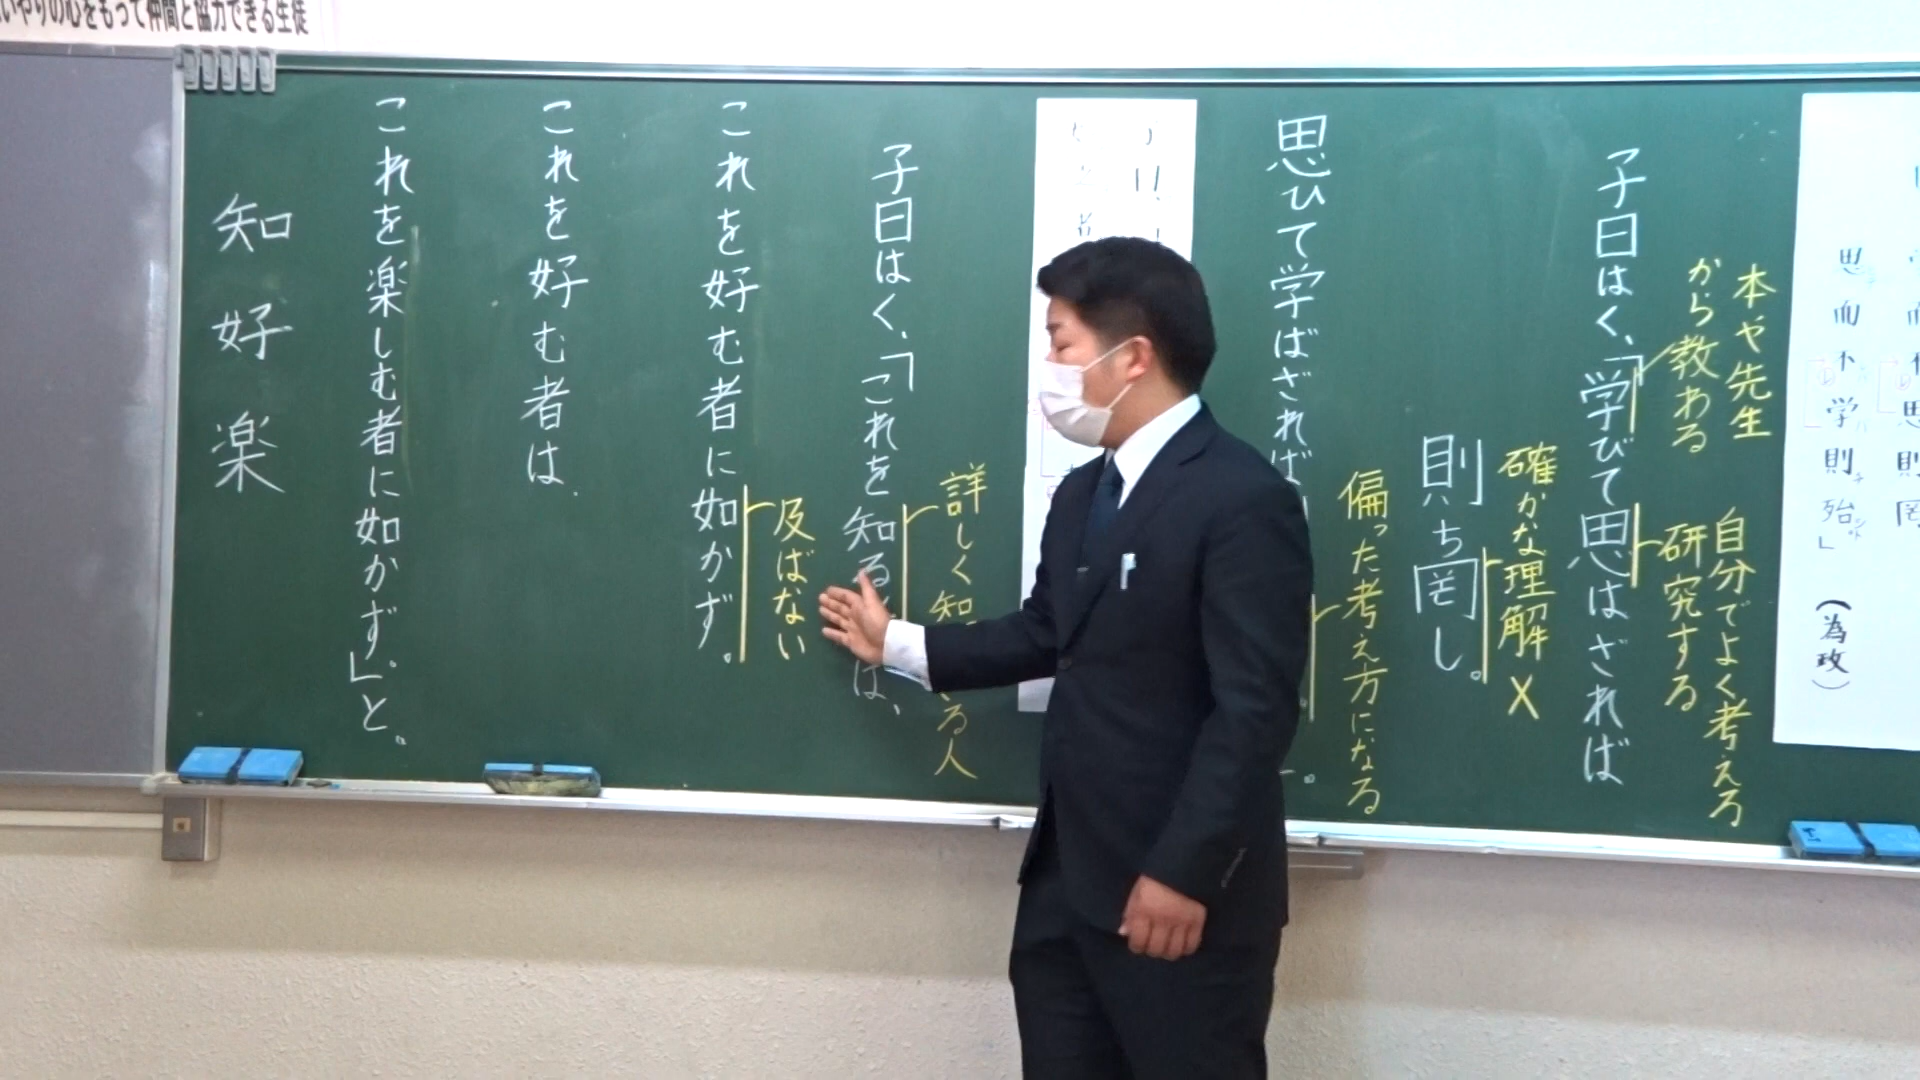 いやりの心をもって仲間と協力できる生徒
思而不学則殆」
(為政)
本や先生
から教わる
自分でよく考える
研究する
子曰はく、「学びて思はざれば
確かな理解 X
則ち罔し。
偏った考え方になる
思ひて学ばざれば
詳しく知
る人
子曰はく、「これを知る
は、
及ばない
これを好む者に如かず。
これを好む者は
これを楽しむ者に如かず。」と。
知 好 楽